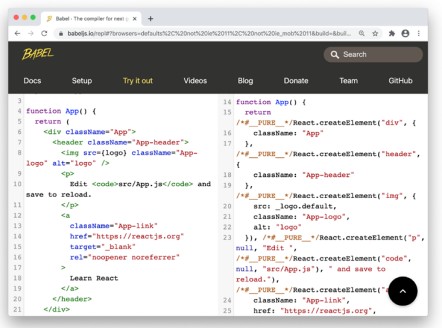 Babel · The compiler for next g
babeljs.io/repl#?browsers=defaults%2C%20not%20ie%2011%2C%20not%20ie_mob%2011&build=&buil...
BABEL
Search
Docs Setup Try it out Videos Blog Donate Team GitHub
3
4 function App() {
5 return (
6 <div className="App">
7 <header className="App-header">
8 <img src={logo} className="App-
logo" alt="logo" />
9 <p>
10 Edit <code>src/App.js</code> and
save to reload.
11 </p>
12 <a
13 className="App-link"
14 href="https://reactjs.org"
15 target="_blank"
16 rel="noopener noreferrer"
17 >
18 Learn React
19 </a>
20 </header>
21 </div>
14 function App() {
15 return
/*#__PURE__*/React.createElement("div", {
16 className: "App"
17 },
/*#__PURE__*/React.createElement("header",
{
18 className: "App-header"
19 },
/*#__PURE__*/React.createElement("img", {
20 src: _logo.default,
21 className: "App-logo",
22 alt: "logo"
23 }), /*#__PURE__*/React.createElement("p",
null, "Edit ",
/*#__PURE__*/React.createElement("code",
null, "src/App.js"), " and save to
reload."),
/*#__PURE__*/React.createElement("a
24 className: "App-link",
25 href: "https://reactjs.org",